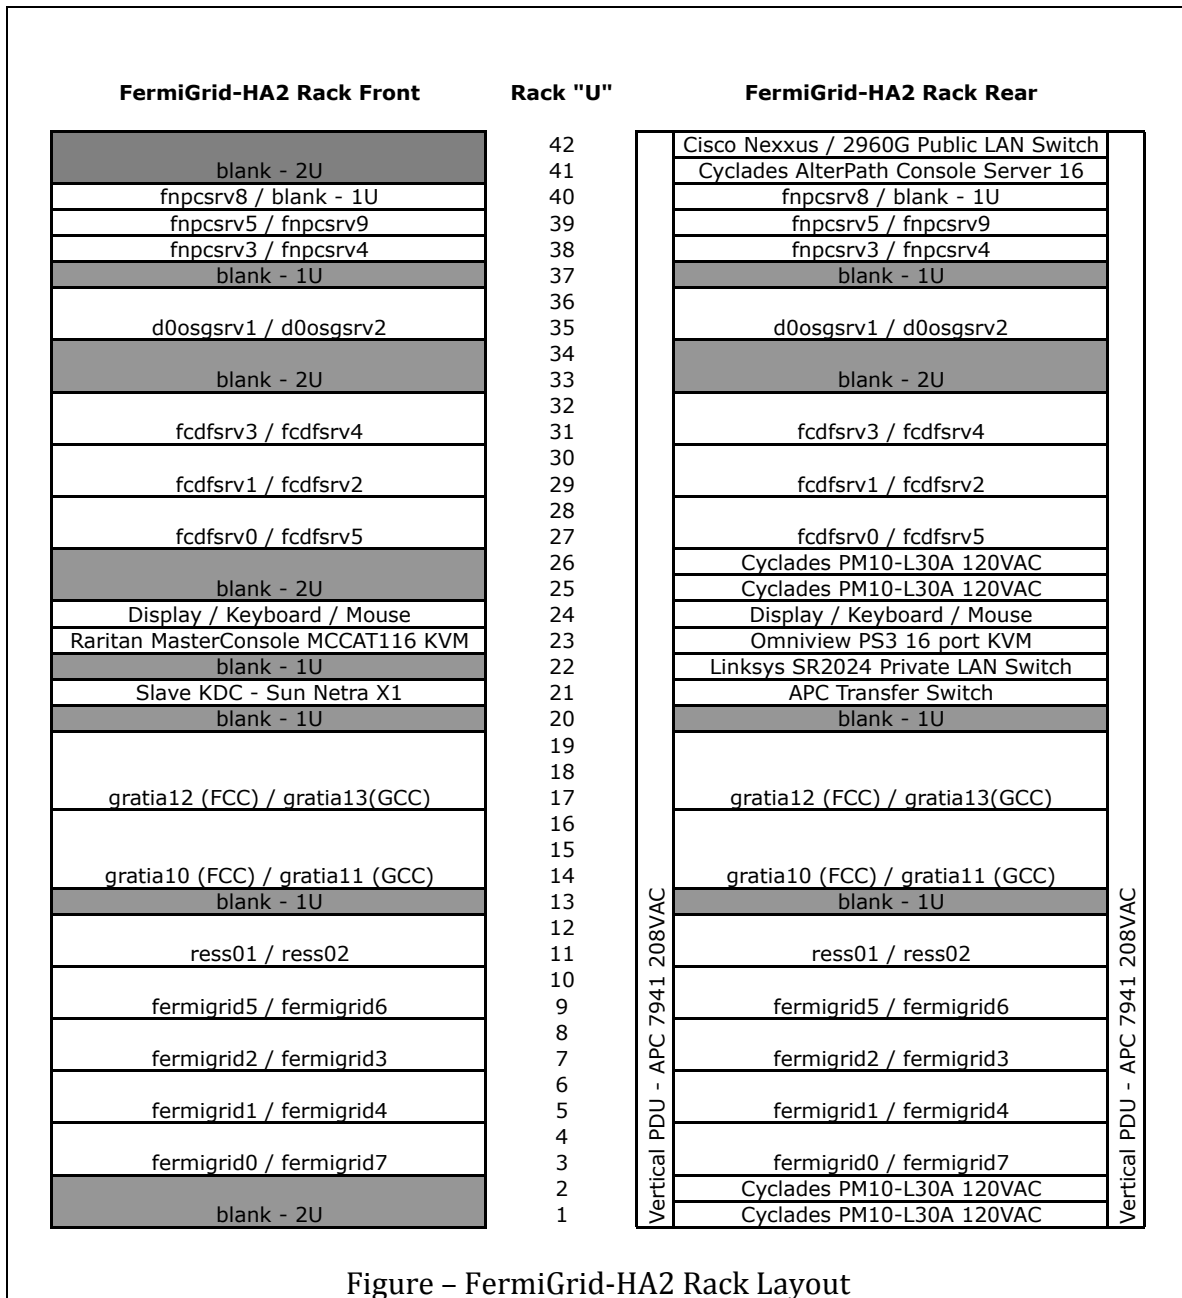 FermiGrid-HA2 Rack Front Rack "U" FermiGrid-HA2 Rack Rear
42 Cisco Nexxus / 2960G Public LAN Switch
blank - 2U 41 Cyclades AlterPath Console Server 16
fnpcsrv8 / blank - 1U 40 fnpcsrv8 / blank - 1U
fnpcsrv5 / fnpcsrv9 39 fnpcsrv5 / fnpcsrv9
fnpcsrv3 / fnpcsrv4 38 fnpcsrv3 / fnpcsrv4
blank - 1U 37 blank - 1U
36
d0osgsrv1 / d0osgsrv2 35 d0osgsrv1 / d0osgsrv2
34
blank - 2U 33 blank - 2U
32
fcdfsrv3 / fcdfsrv4 31 fcdfsrv3 / fcdfsrv4
30
fcdfsrv1 / fcdfsrv2 29 fcdfsrv1 / fcdfsrv2
28
fcdfsrv0 / fcdfsrv5 27 fcdfsrv0 / fcdfsrv5
26 Cyclades PM10-L30A 120VAC
blank - 2U 25 Cyclades PM10-L30A 120VAC
Display / Keyboard / Mouse 24 Display / Keyboard / Mouse
Raritan MasterConsole MCCAT116 KVM 23 Omniview PS3 16 port KVM
blank - 1U 22 Linksys SR2024 Private LAN Switch
Slave KDC - Sun Netra X1 21 APC Transfer Switch
blank - 1U 20 blank - 1U
19
18
gratia12 (FCC) / gratia13(GCC) 17 gratia12 (FCC) / gratia13(GCC)
16
15
gratia10 (FCC) / gratia11 (GCC) 14 gratia10 (FCC) / gratia11 (GCC)
blank - 1U 13 blank - 1U
12
ress01 / ress02 11 ress01 / ress02
10
fermigrid5 / fermigrid6 9 fermigrid5 / fermigrid6
8
fermigrid2 / fermigrid3 7 fermigrid2 / fermigrid3
6
fermigrid1 / fermigrid4 5 fermigrid1 / fermigrid4
4
fermigrid0 / fermigrid7 3 fermigrid0 / fermigrid7
2 Cyclades PM10-L30A 120VAC
blank - 2U 1 Cyclades PM10-L30A 120VAC
Vertical PDU - APC 7941 208VAC
Vertical PDU - APC 7941 208VAC
Figure – FermiGrid-HA2 Rack Layout